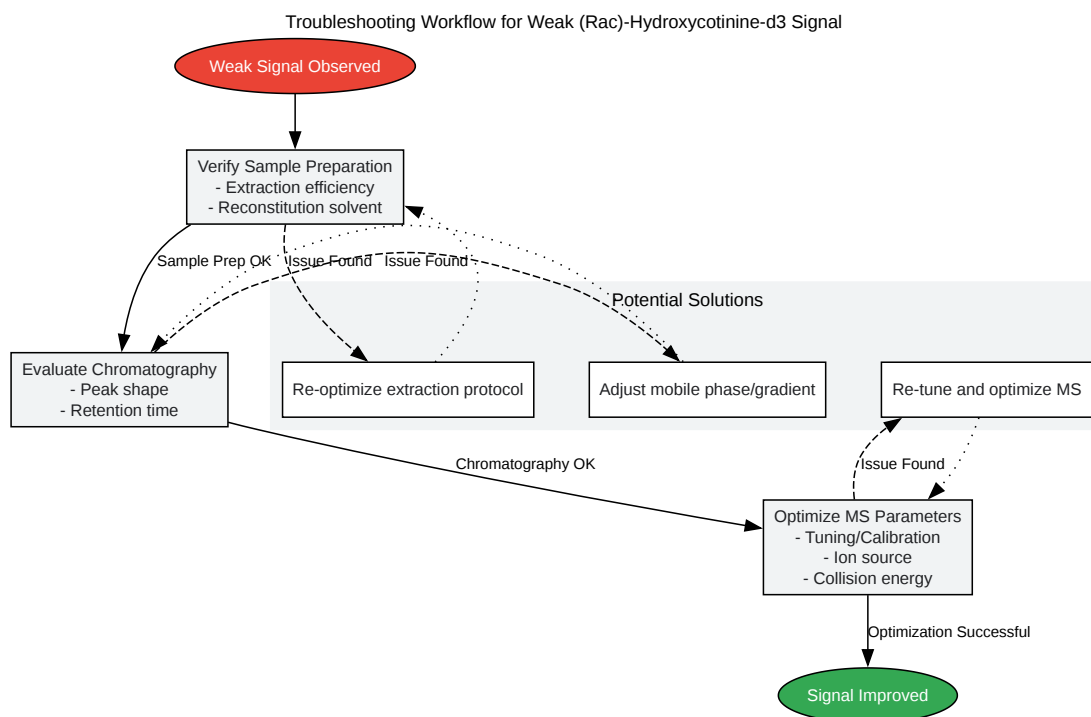 Troubleshooting Workflow for Weak (Rac)-Hydroxycotinine-d3 Signal
Weak Signal Observed
Verify Sample Preparation
- Extraction efficiency
- Reconstitution solvent
Sample Prep OK
Issue Found
Issue Found
Potential Solutions
Evaluate Chromatography
- Peak shape
- Retention time
Re-optimize extraction protocol
Adjust mobile phase/gradient
Re-tune and optimize MS
Chromatography OK
Issue Found
Optimize MS Parameters
- Tuning/Calibration
- Ion source
- Collision energy
Optimization Successful
Signal Improved